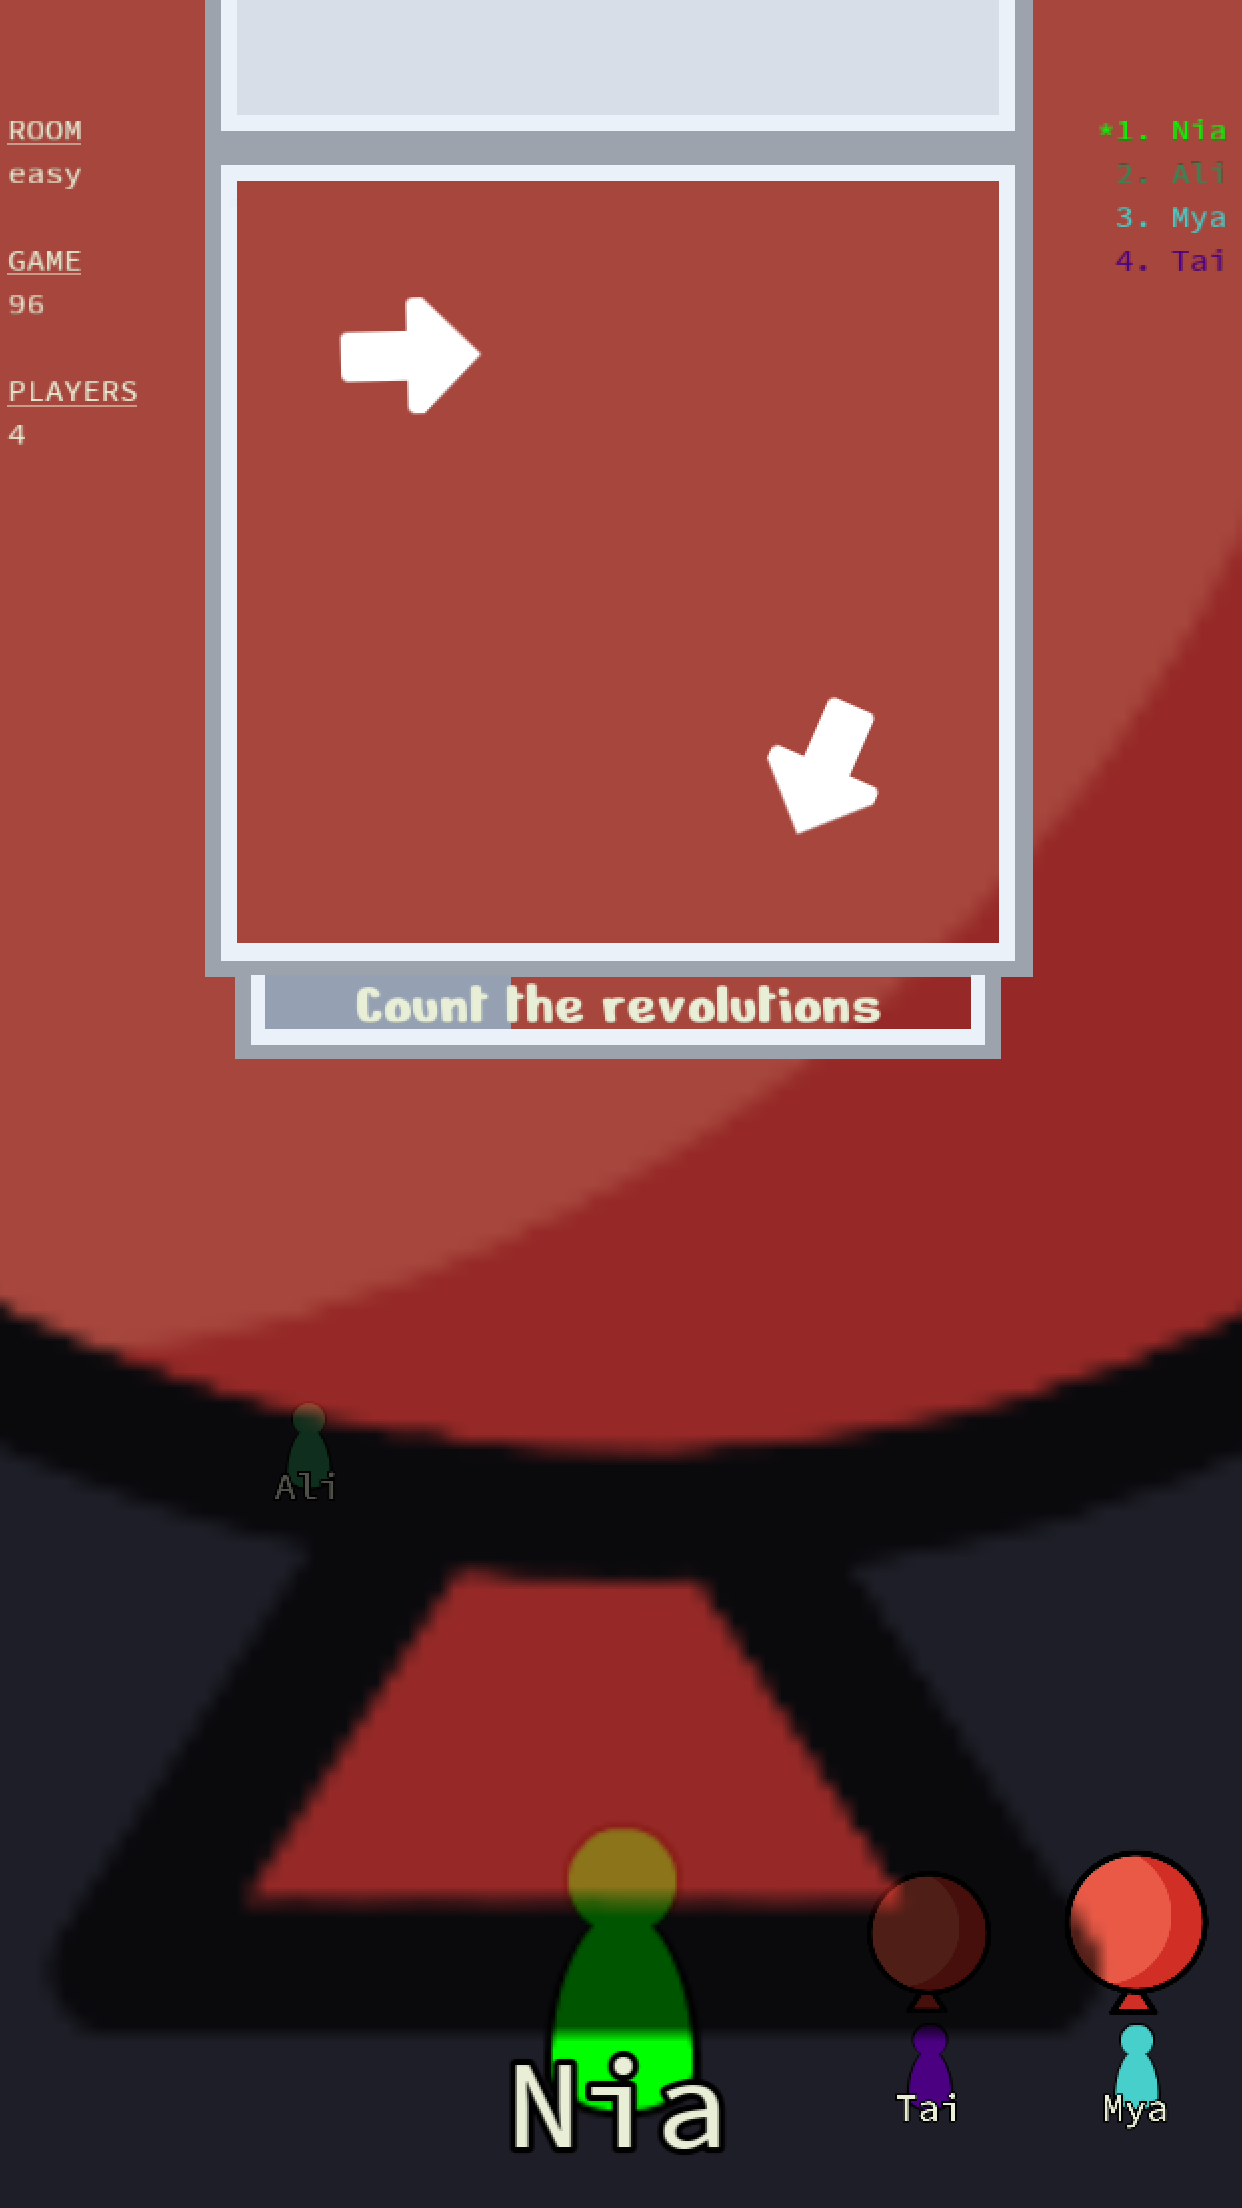 ROOM
easy
GAME
96
PLAYERS
4
*1. Nia
2. Ali
3. Mya
4. Tai
Count the revolutions
Ali
Nia
Tai
Mya